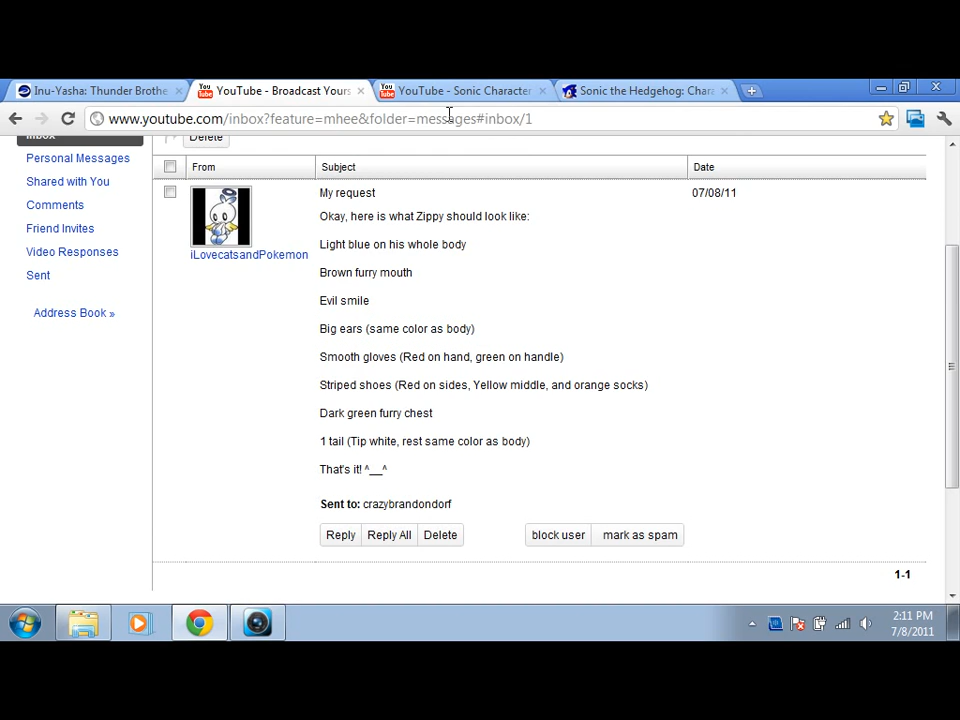 Inu-Yasha: Thunder Brothe
YouTube - Broadcast Yours
YouTube - Sonic Character
Sonic the Hedgehog: Chara
www.youtube.com/inbox?feature=mhee&folder=messages#inbox/1
Inbox
Delete
Personal Messages
Shared with You
Comments
Friend Invites
Video Responses
Sent
Address Book »
From
Subject
Date
iLovecatsandPokemon
My request
07/08/11
Okay, here is what Zippy should look like:
Light blue on his whole body
Brown furry mouth
Evil smile
Big ears (same color as body)
Smooth gloves (Red on hand, green on handle)
Striped shoes (Red on sides, Yellow middle, and orange socks)
Dark green furry chest
1 tail (Tip white, rest same color as body)
That's it! ^__^
Sent to: crazybrandondorf
Reply
Reply All
Delete
block user
mark as spam
1-1
2:11 PM
7/8/2011